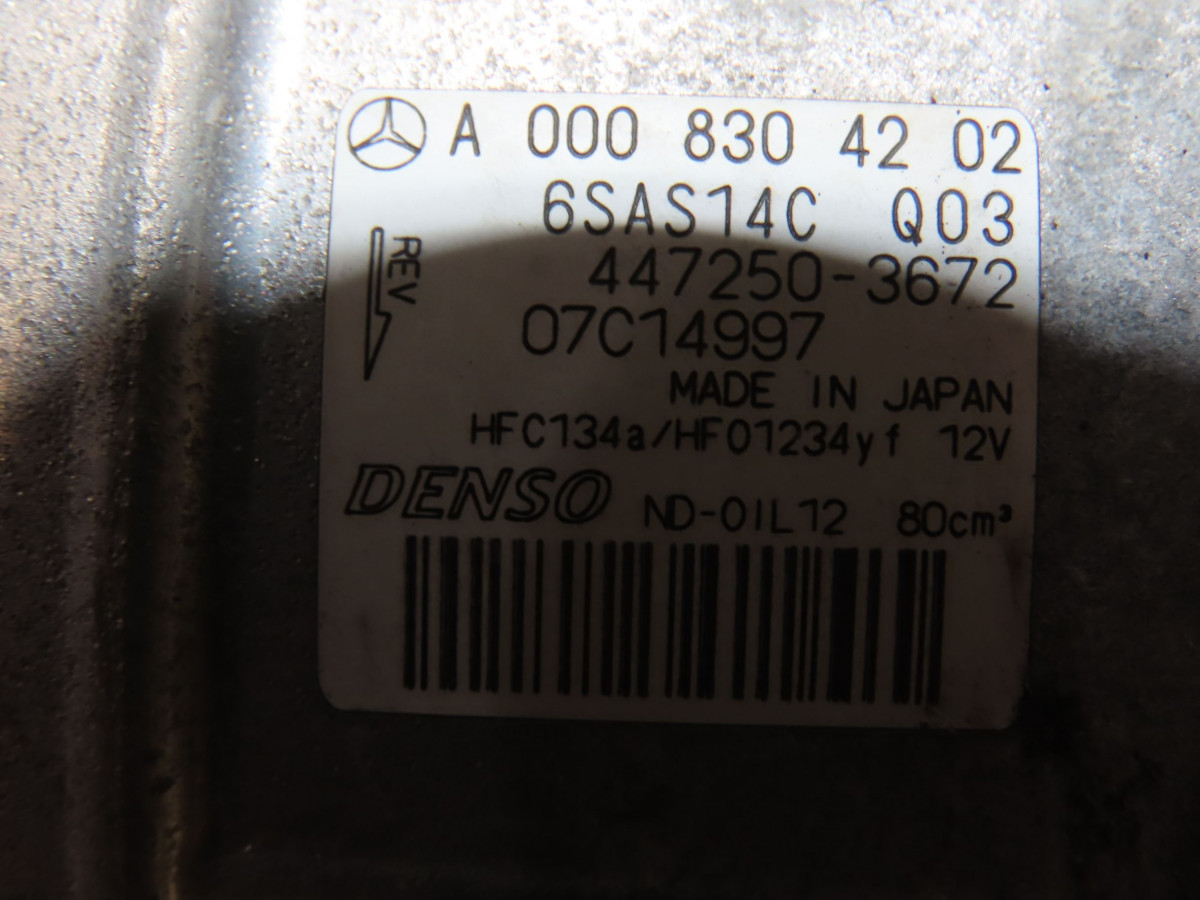 A 000 830 42 02
6SAS14C Q03
REV
447250-3672
07C14997
MADE IN JAPAN
HFC134a/HFO1234yf 12V
DENSO ND-OIL12 80cm³